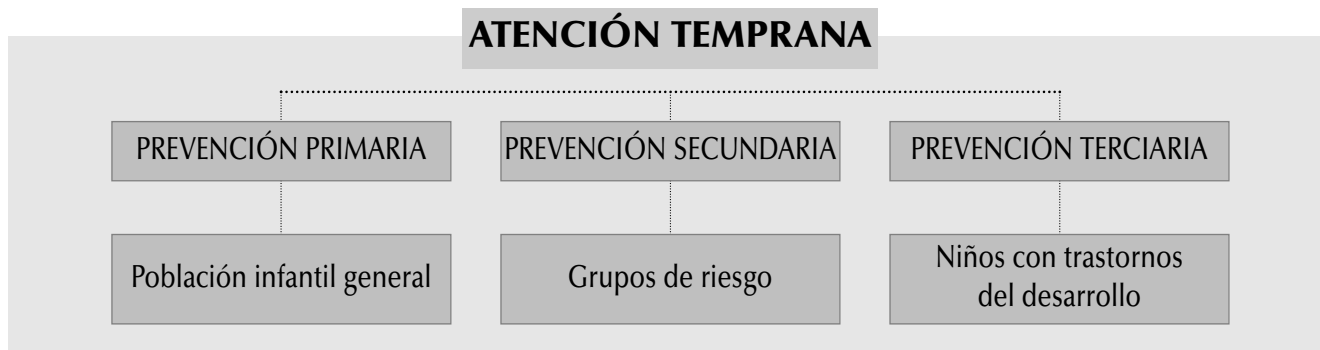 ATENCIÓN TEMPRANA
PREVENCIÓN PRIMARIA
PREVENCIÓN SECUNDARIA
PREVENCIÓN TERCIARIA
Población infantil general
Grupos de riesgo
Niños con trastornos
del desarrollo